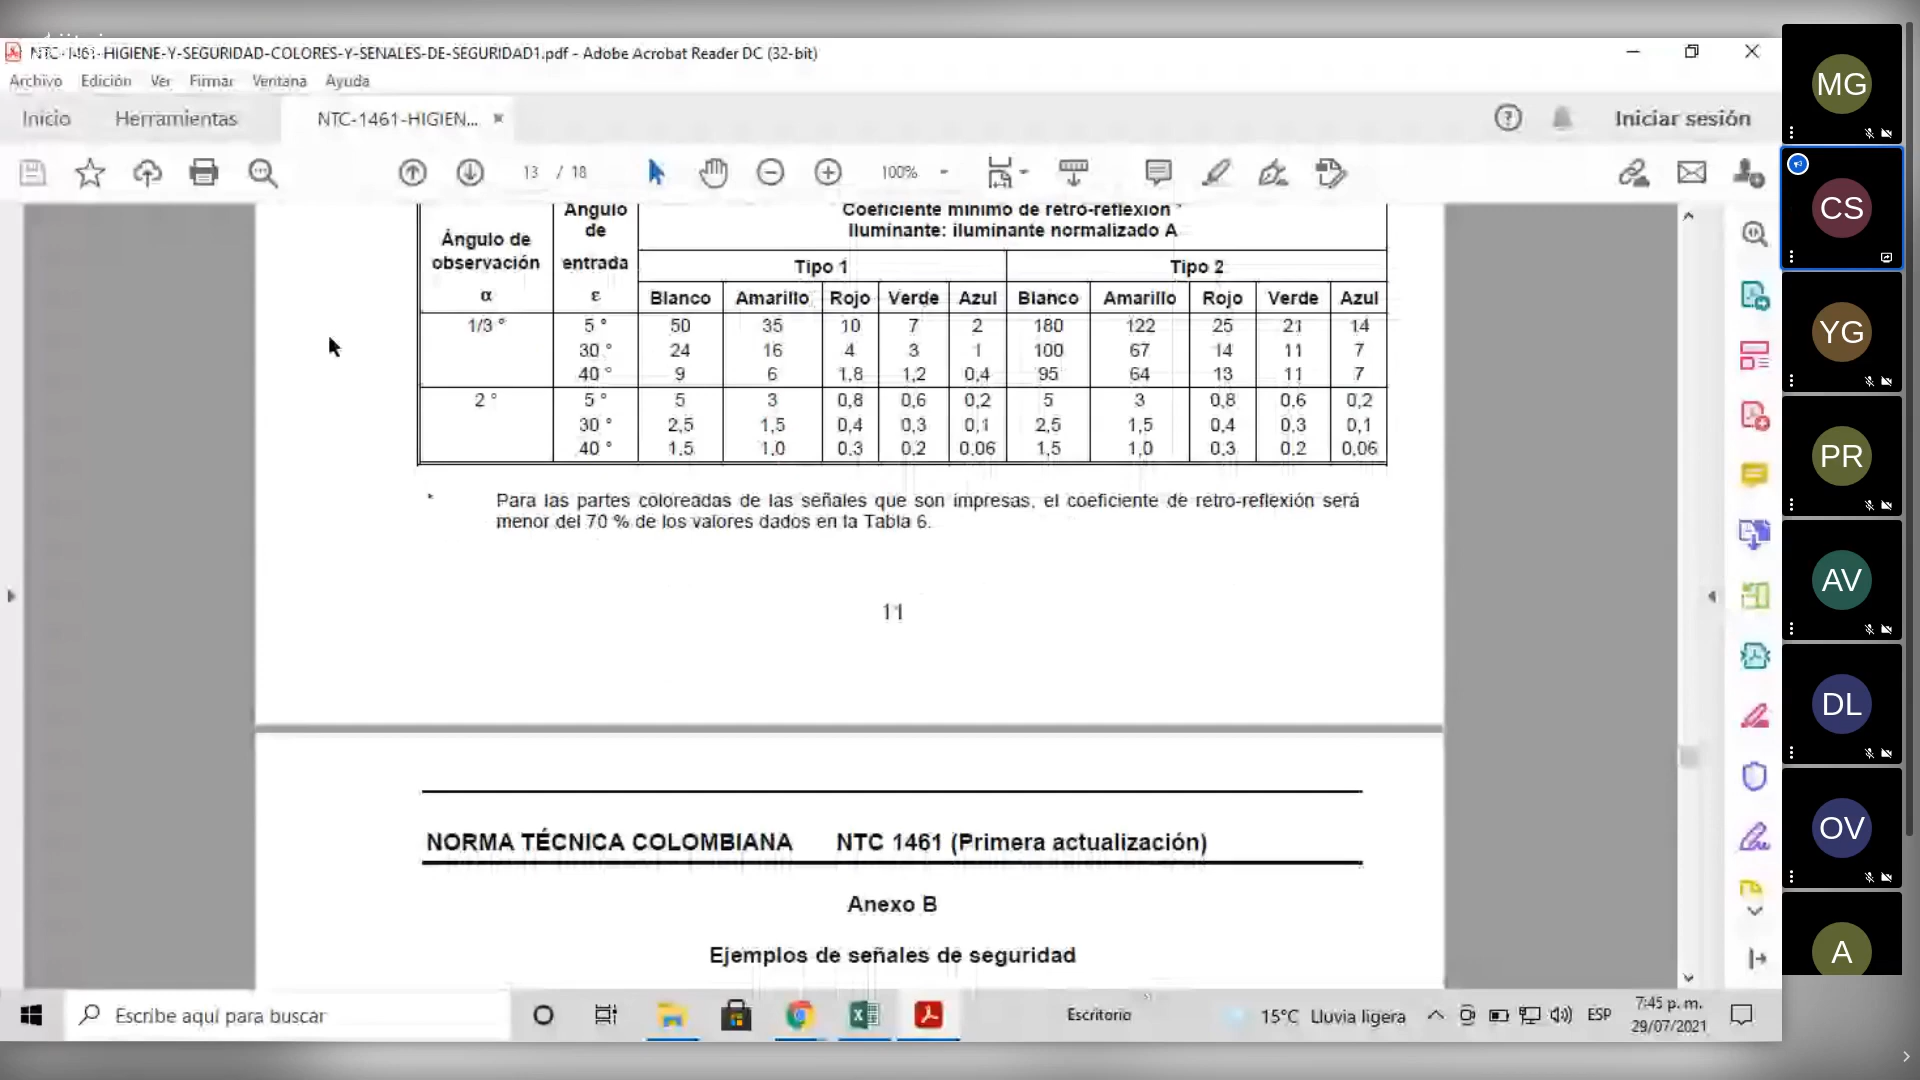 NTC-1461-HIGIENE-Y-SEGURIDAD-COLORES-Y-SENALES-DE-SEGURIDAD1.pdf - Adobe Acrobat Reader DC (32-bit)
Archivo Edición Ver Firmar Ventana Ayuda
Inicio Herramientas NTC-1461-HIGIEN... × Iniciar sesión
13 / 18 100%
Coeficiente mínimo de retro-reflexión *
Iluminante: iluminante normalizado A
Ángulo de observación α
Ángulo de entrada ε
Tipo 1 Tipo 2
Blanco Amarillo Rojo Verde Azul Blanco Amarillo Rojo Verde Azul
1/3 ° 5 ° 50 35 10 7 2 180 122 25 21 14
30 ° 24 16 4 3 1 100 67 14 11 7
40 ° 9 6 1,8 1,2 0,4 95 64 13 11 7
2 ° 5 ° 5 3 0,8 0,6 0,2 5 3 0,8 0,6 0,2
30 ° 2,5 1,5 0,4 0,3 0,1 2,5 1,5 0,4 0,3 0,1
40 ° 1,5 1,0 0,3 0,2 0,06 1,5 1,0 0,3 0,2 0,06
* Para las partes coloreadas de las señales que son impresas, el coeficiente de retro-reflexión será
menor del 70 % de los valores dados en la Tabla 6.
11
NORMA TÉCNICA COLOMBIANA NTC 1461 (Primera actualización)
Anexo B
Ejemplos de señales de seguridad
Escribe aquí para buscar
Escritorio
15°C Lluvia ligera
ESP
7:45 p. m.
29/07/2021
MG
CS
YG
PR
AV
DL
OV
A